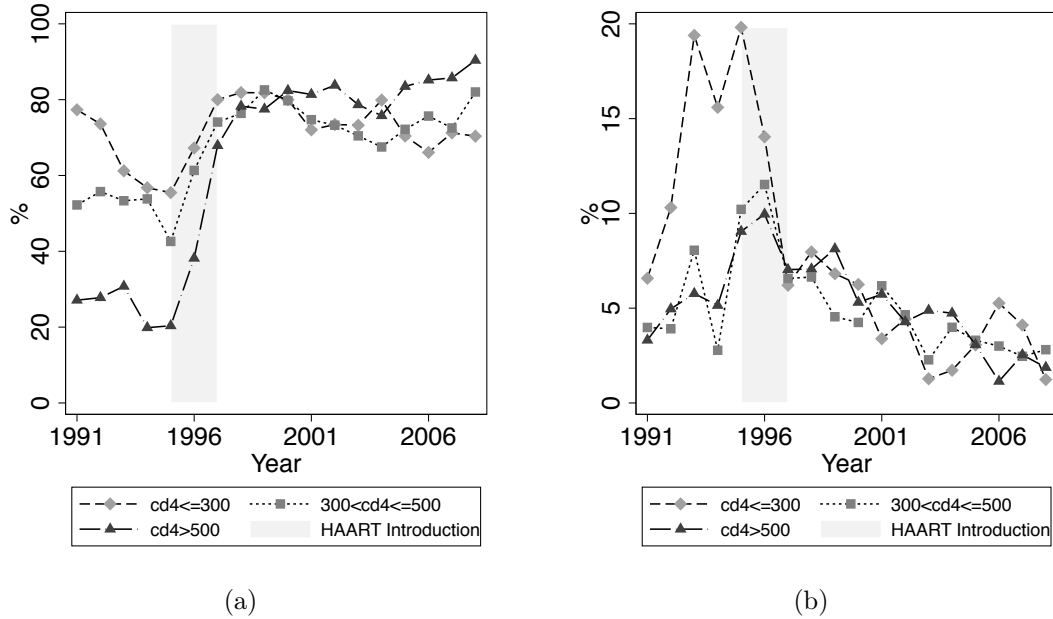 100
80
60
40
20
0
%
1991 1996 2001 2006
Year
cd4<=300 300<cd4<=500
cd4>500 HAART Introduction
(a)
20
15
10
5
0
%
1991 1996 2001 2006
Year
cd4<=300 300<cd4<=500
cd4>500 HAART Introduction
(b)